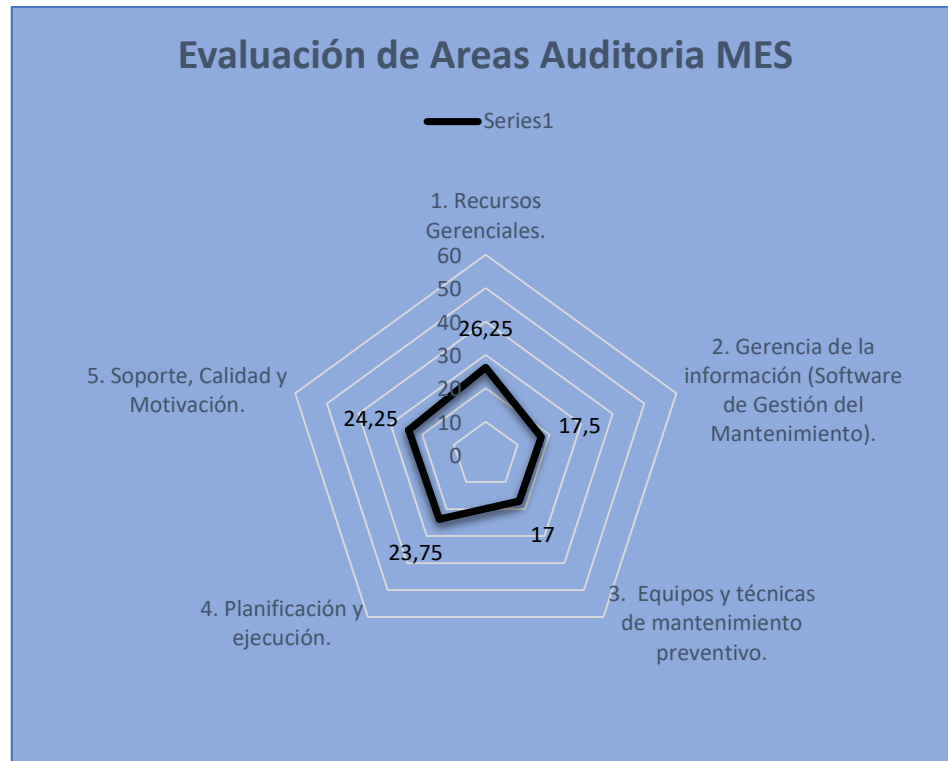 Evaluación de Areas Auditoria MES
Series1
1. Recursos
Gerenciales.
60
50
40
30
20
10
0
26,25
2. Gerencia de la
información (Software
de Gestión del
Mantenimiento).
17,5
3. Equipos y técnicas
de mantenimiento
preventivo.
17
4. Planificación y
ejecución.
23,75
5. Soporte, Calidad y
Motivación.
24,25